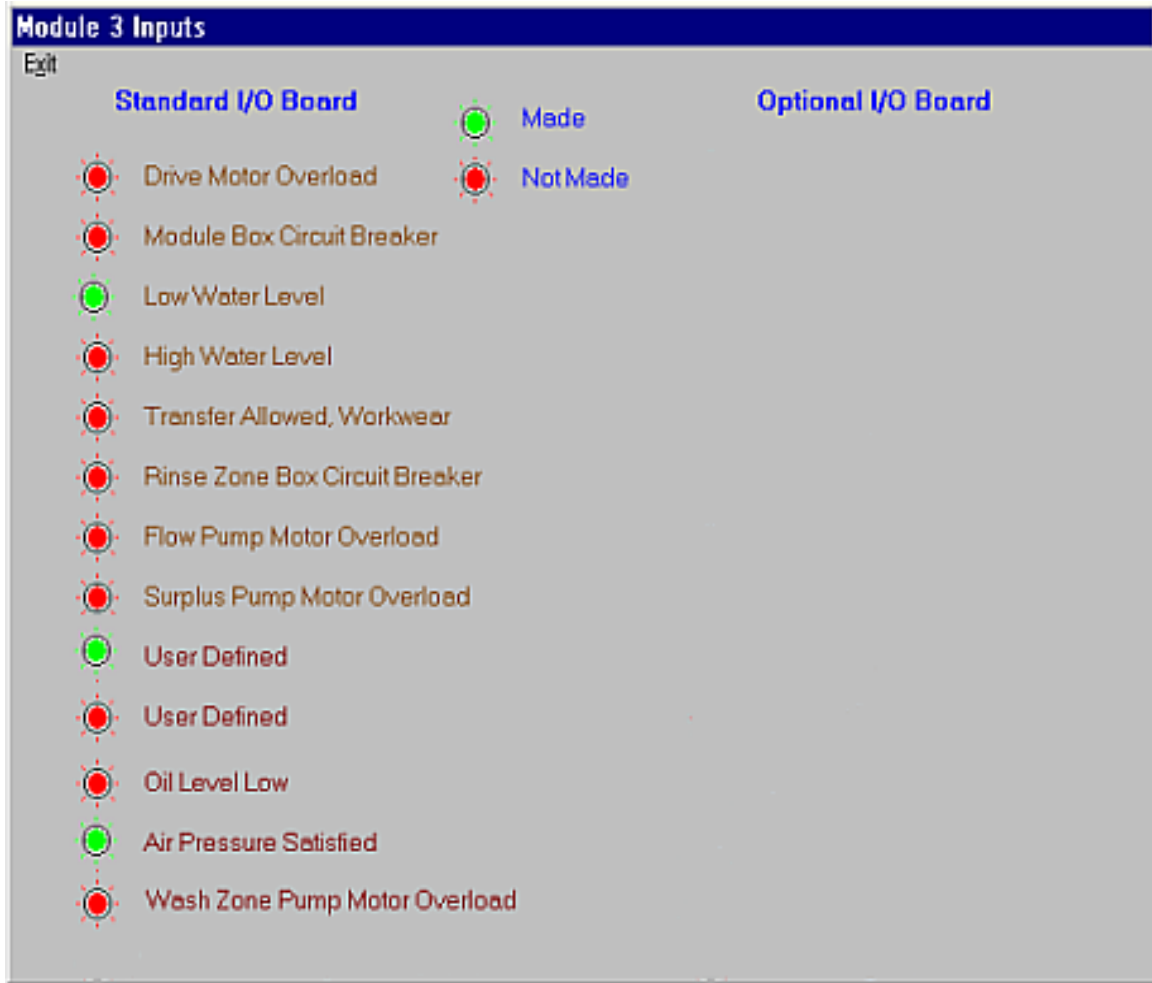 Module 3 Inputs
Exit
Standard I/O Board
Made
Optional I/O Board
Drive Motor Overload
Not Made
Module Box Circuit Breaker
Low Water Level
High Water Level
Transfer Allowed, Workwear
Rinse Zone Box Circuit Breaker
Flow Pump Motor Overload
Surplus Pump Motor Overload
User Defined
User Defined
Oil Level Low
Air Pressure Satisfied
Wash Zone Pump Motor Overload